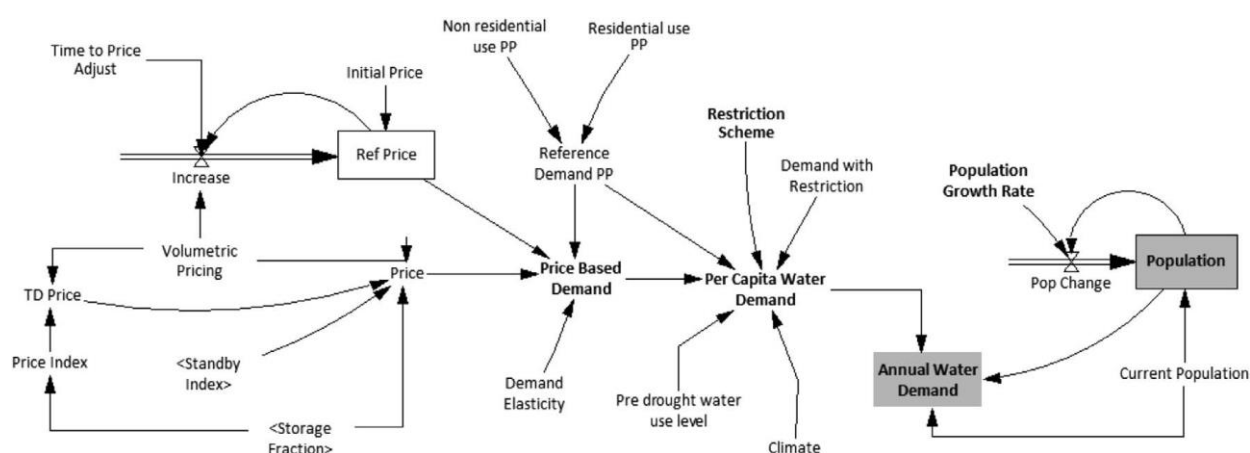 Non residential
use PP
Residential use
PP
Time to Price
Adjust
Initial Price
Restriction
Scheme
Ref Price
Reference
Demand PP
Demand with
Restriction
Increase
Population
Growth Rate
Volumetric
Pricing
Price
Price Based
Demand
Per Capita Water
Demand
Population
Pop Change
TD Price
Price Index
<Standby
Index>
Demand
Elasticity
Pre drought water
use level
Annual Water
Demand
Current Population
<Storage
Fraction>
Climate